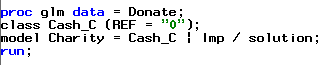 proc glm data = Donate;
class Cash_C (REF = "0");
model Charity = Cash_C | Imp / solution;
run;